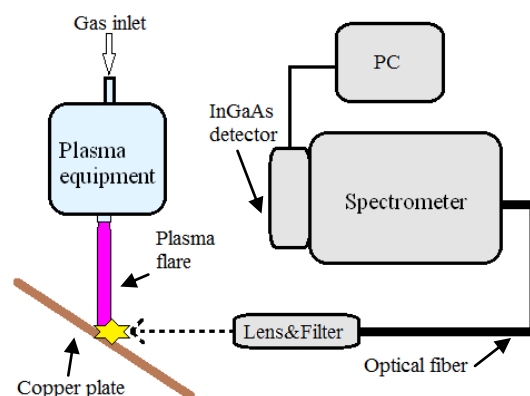 Gas inlet
PC
InGaAs
detector
Plasma
equipment
Spectrometer
Plasma
flare
Lens&Filter
Optical fiber
Copper plate